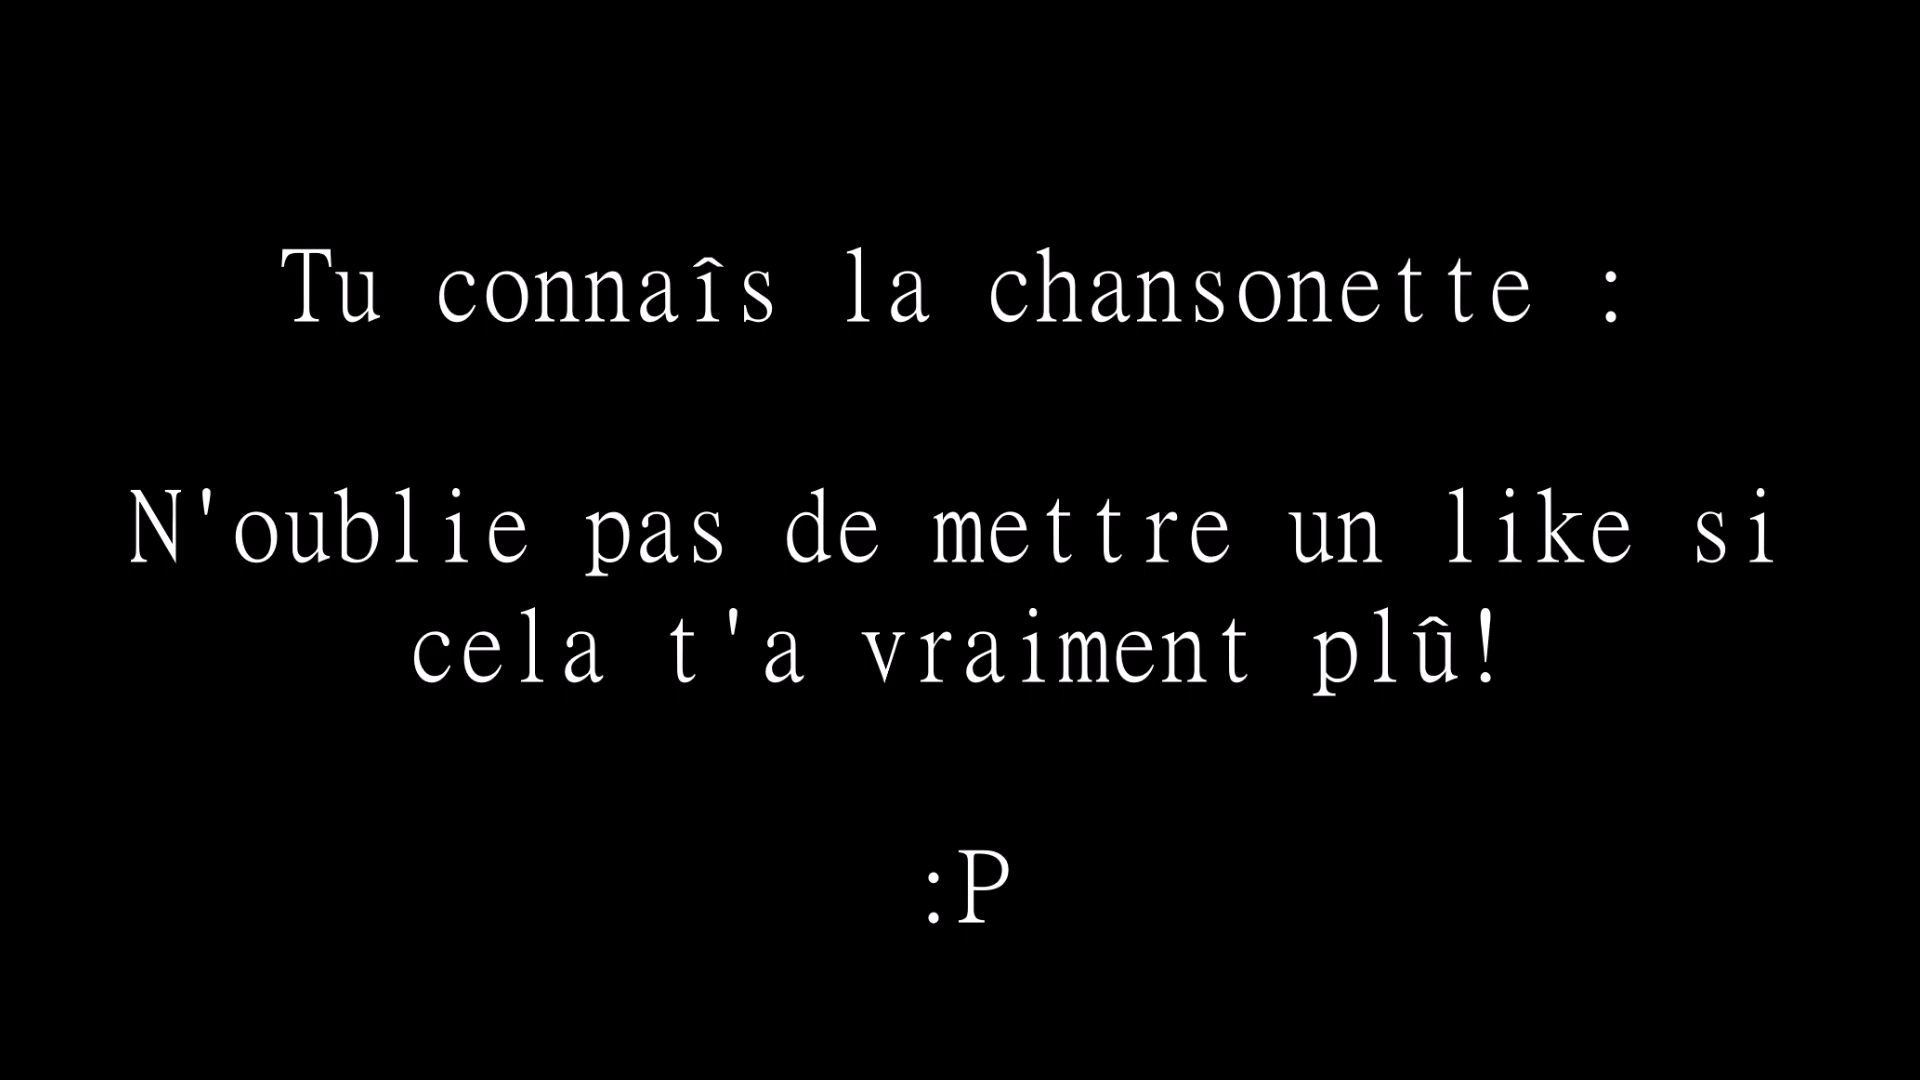 Tu connaîs la chansonette :
N'oublie pas de mettre un like si
cela t'a vraiment plû!
:P